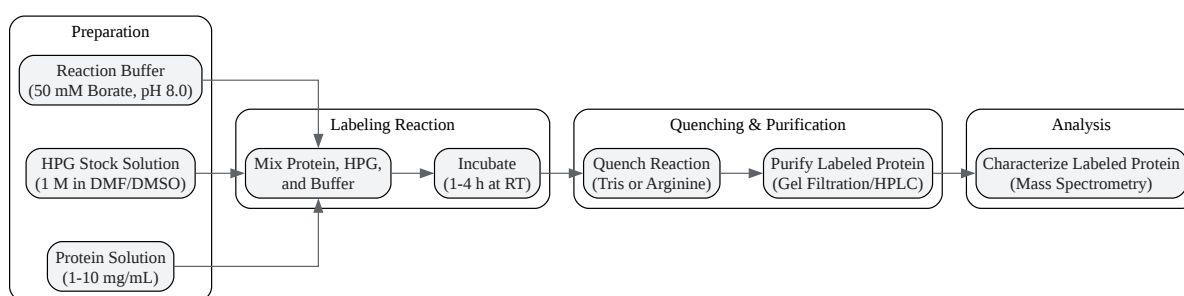 Preparation
Reaction Buffer
(50 mM Borate, pH 8.0)
HPG Stock Solution
(1 M in DMF/DMSO)
Protein Solution
(1-10 mg/mL)
Labeling Reaction
Mix Protein, HPG,
and Buffer
Incubate
(1-4 h at RT)
Quenching & Purification
Quench Reaction
(Tris or Arginine)
Purify Labeled Protein
(Gel Filtration/HPLC)
Analysis
Characterize Labeled Protein
(Mass Spectrometry)